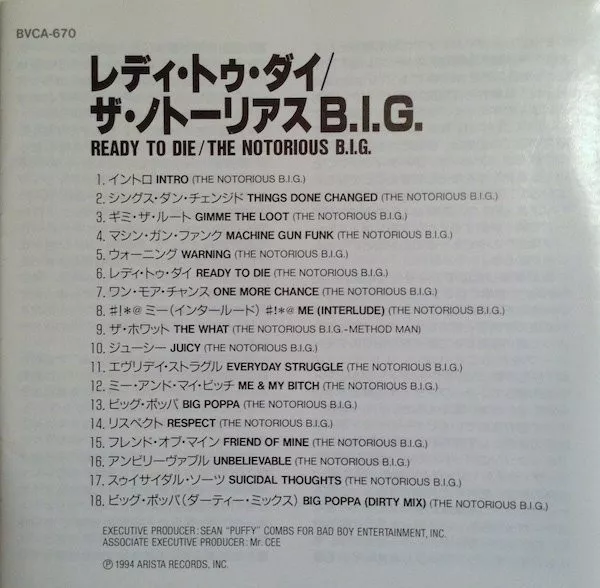 BVCA-670
レディ・トゥ・ダイ/
ザ・ノトーリアス B.I.G.
READY TO DIE/THE NOTORIOUS B.I.G.
1. イントロ INTRO (THE NOTORIOUS B.I.G.)
2. シングス・ダン・チェンジド THINGS DONE CHANGED (THE NOTORIOUS B.I.G.)
3. ギミ・ザ・ルート GIMME THE LOOT (THE NOTORIOUS B.I.G.)
4. マシン・ガン・ファンク MACHINE GUN FUNK (THE NOTORIOUS B.I.G.)
5. ウォーニング WARNING (THE NOTORIOUS B.I.G.)
6. レディ・トゥ・ダイ READY TO DIE (THE NOTORIOUS B.I.G.)
7. ワン・モア・チャンス ONE MORE CHANCE (THE NOTORIOUS B.I.G.)
8. #!*@ ミー(インタールード) #!*@ ME (INTERLUDE) (THE NOTORIOUS B.I.G.)
9. ザ・ホワット THE WHAT (THE NOTORIOUS B.I.G.-METHOD MAN)
10. ジューシー JUICY (THE NOTORIOUS B.I.G.)
11. エヴリデイ・ストラグル EVERYDAY STRUGGLE (THE NOTORIOUS B.I.G.)
12. ミー・アンド・マイ・ビッチ ME & MY BITCH (THE NOTORIOUS B.I.G.)
13. ビッグ・ポッパ BIG POPPA (THE NOTORIOUS B.I.G.)
14. リスペクト RESPECT (THE NOTORIOUS B.I.G.)
15. フレンド・オブ・マイン FRIEND OF MINE (THE NOTORIOUS B.I.G.)
16. アンビリーヴァブル UNBELIEVABLE (THE NOTORIOUS B.I.G.)
17. スゥイサイダル・ソーツ SUICIDAL THOUGHTS (THE NOTORIOUS B.I.G.)
18. ビッグ・ポッパ(ダーティー・ミックス) BIG POPPA (DIRTY MIX) (THE NOTORIOUS B.I.G.)
EXECUTIVE PRODUCER: SEAN "PUFFY" COMBS FOR BAD BOY ENTERTAINMENT, INC.
ASSOCIATE EXECUTIVE PRODUCER: Mr. CEE
Ⓟ 1994 ARISTA RECORDS, INC.